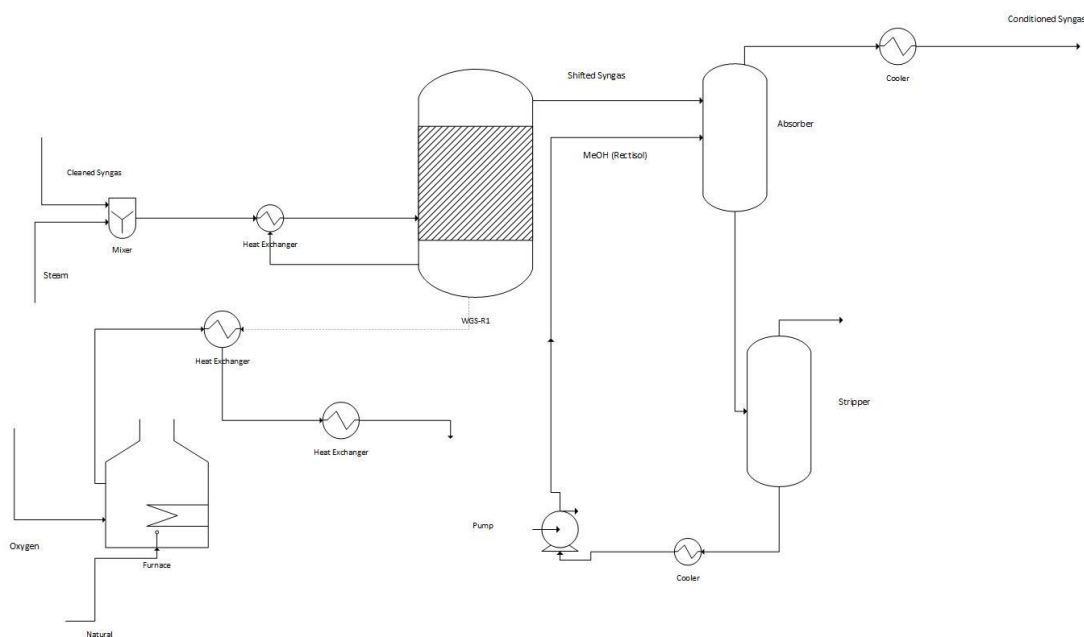 Conditioned Syngas
Cooler
Shifted Syngas
Absorber
MeOH (Rectisol)
Cleaned Syngas
Mixer
Heat Exchanger
Steam
WGS-R1
Heat Exchanger
Stripper
Heat Exchanger
Pump
Oxygen
Furnace
Cooler
Natural